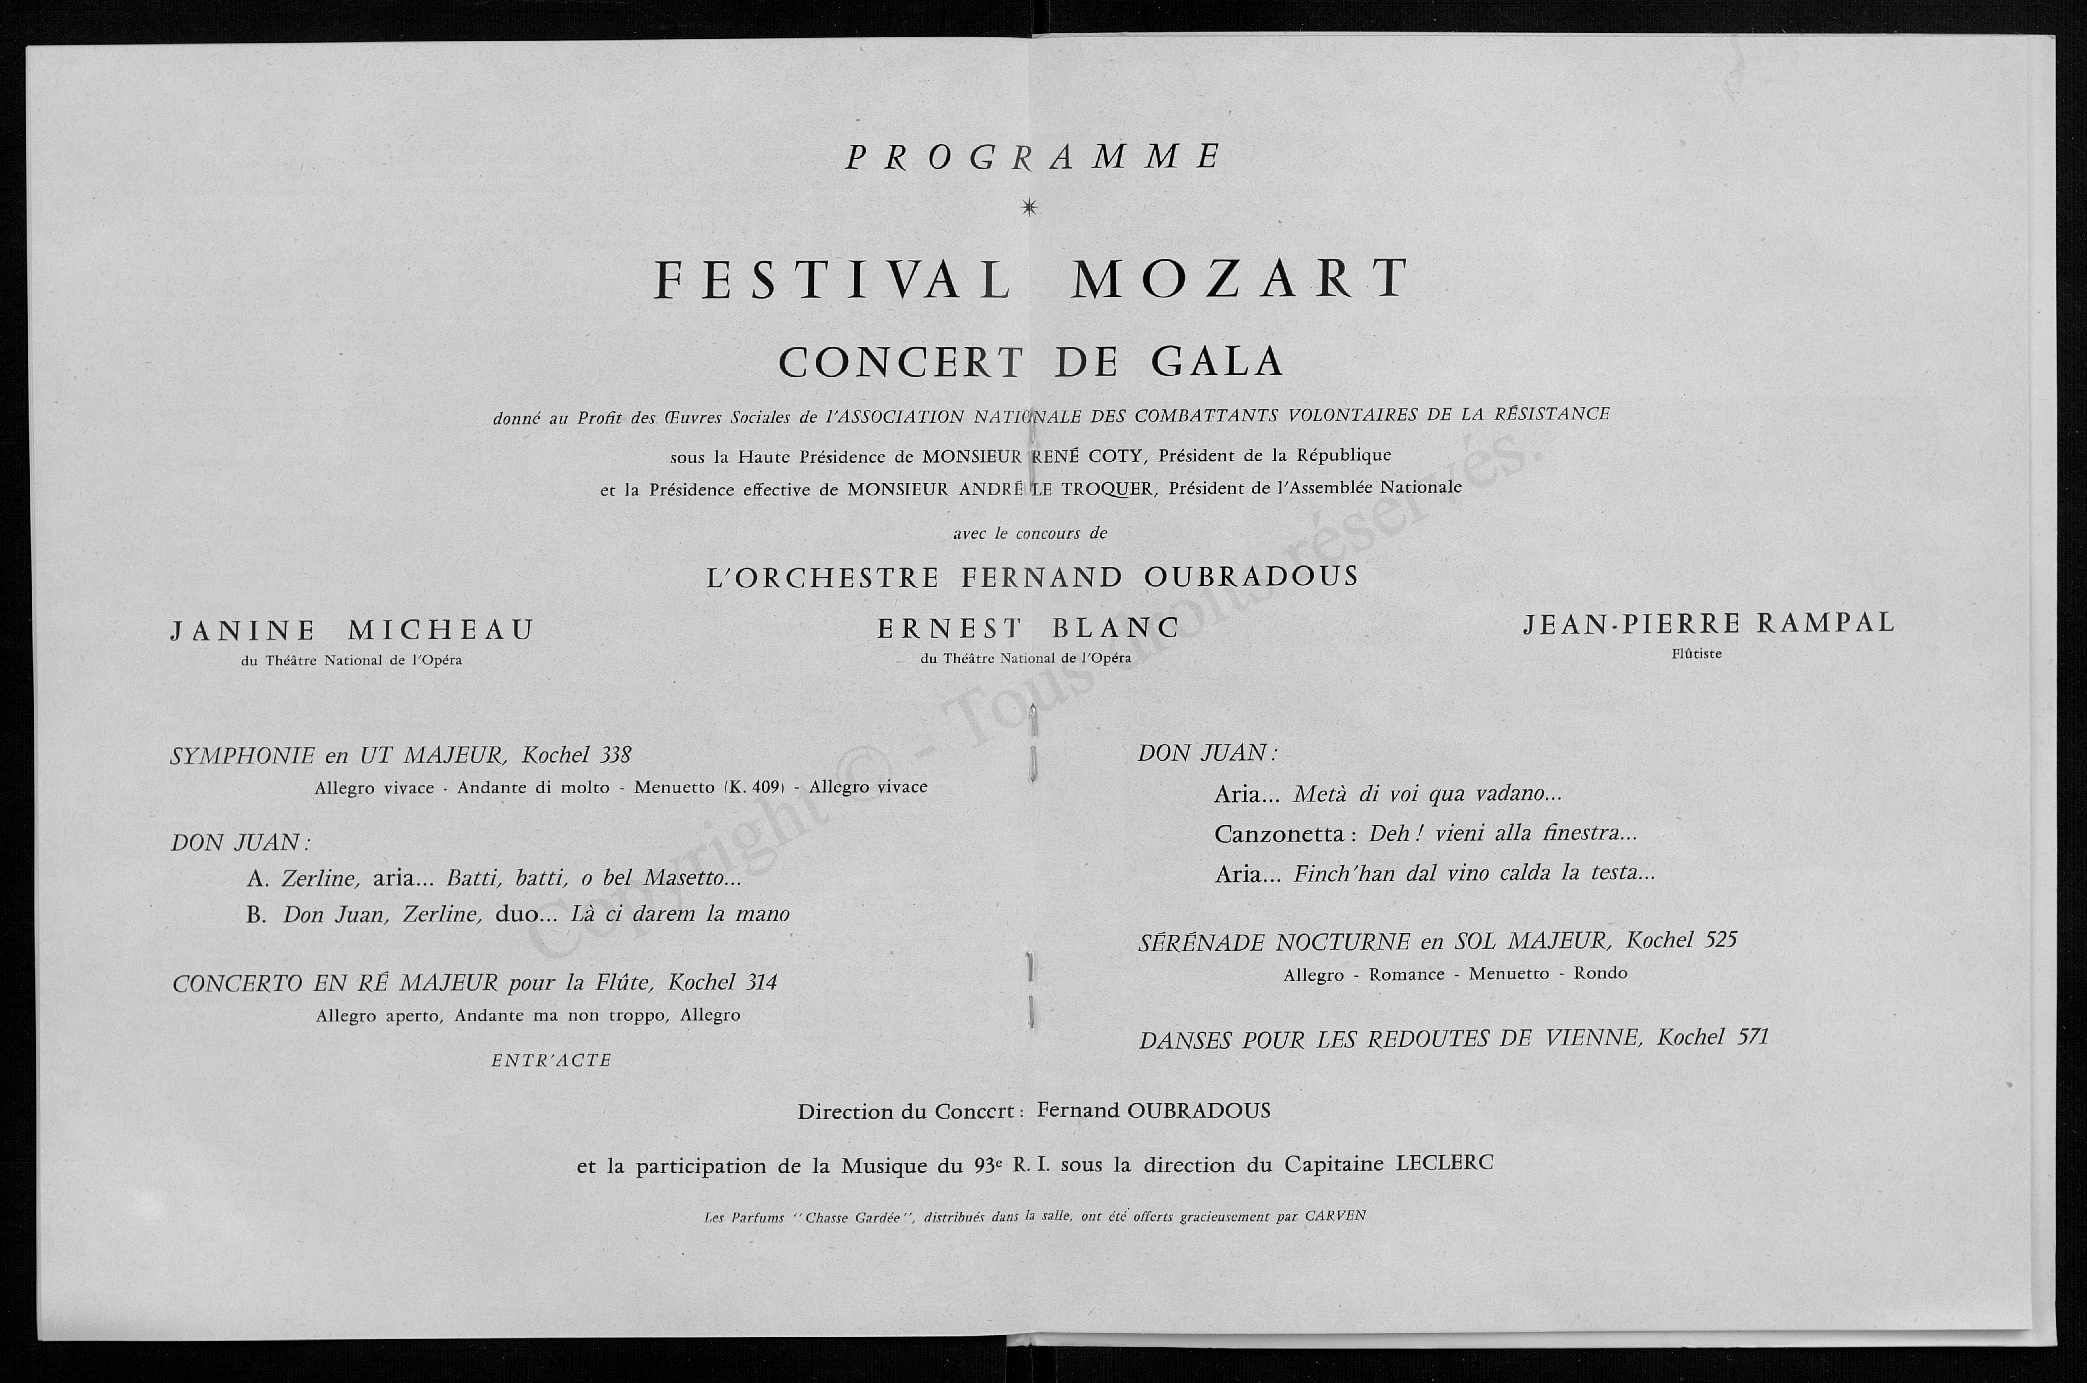 PROGRAMME
FESTIVAL MOZART
CONCERT DE GALA
donné au Profit des Œuvres Sociales de l'ASSOCIATION NATIONALE DES COMBATTANTS VOLONTAIRES DE LA RÉSISTANCE
sous la Haute Présidence de MONSIEUR RENÉ COTY, Président de la République
et la Présidence effective de MONSIEUR ANDRÉ LE TROQUER, Président de l'Assemblée Nationale
avec le concours de
L'ORCHESTRE FERNAND OUBRADOUS
JANINE MICHEAU
du Théâtre National de l'Opéra
ERNEST BLANC
du Théâtre National de l'Opéra
JEAN-PIERRE RAMPAL
Flûtiste
SYMPHONIE en UT MAJEUR, Kochel 338
Allegro vivace - Andante di molto - Menuetto (K. 409) - Allegro vivace
DON JUAN :
A. Zerline, aria... Batti, batti, o bel Masetto...
B. Don Juan, Zerline, duo... Là ci darem la mano
CONCERTO EN RÉ MAJEUR pour la Flûte, Kochel 314
Allegro aperto, Andante ma non troppo, Allegro
ENTR'ACTE
DON JUAN :
Aria... Metà di voi qua vadano...
Canzonetta : Deh ! vieni alla finestra...
Aria... Finch'han dal vino calda la testa...
SÉRÉNADE NOCTURNE en SOL MAJEUR, Kochel 525
Allegro - Romance - Menuetto - Rondo
DANSES POUR LES REDOUTES DE VIENNE, Kochel 571
Direction du Concert : Fernand OUBRADOUS
et la participation de la Musique du 93e R. I. sous la direction du Capitaine LECLERC
Les Parfums "Chasse Gardée", distribués dans la salle, ont été offerts gracieusement par CARVEN
Copyright © - Tous droits réservés.